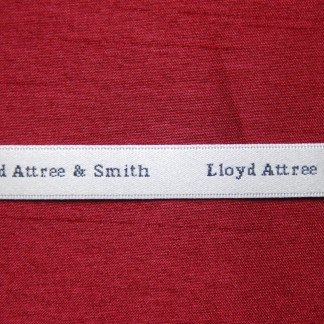 d Attree & Smith Lloyd Attree